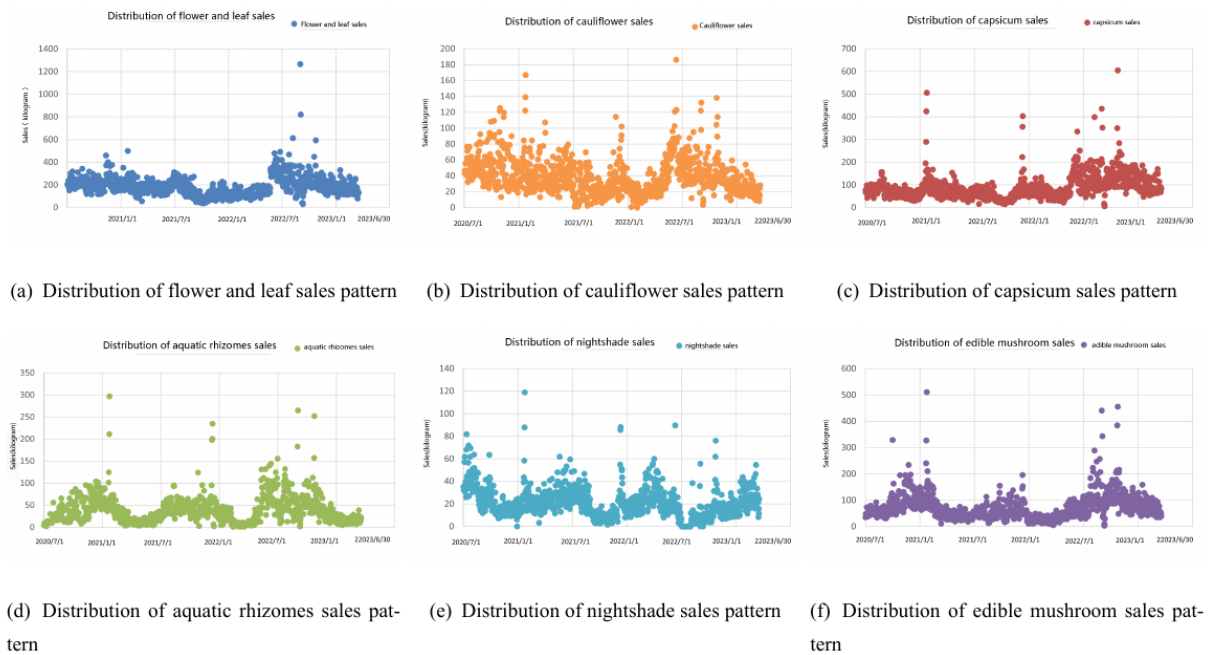 Distribution of flower and leaf sales
Flower and leaf sales
Sales ( kilogram )
1400
1200
1000
800
600
400
200
0
2021/1/1 2021/7/1 2022/1/1 2022/7/1 2023/1/1 22023/6/30
(a) Distribution of flower and leaf sales pattern
Distribution of cauliflower sales
Cauliflower sales
Sales(kilogram)
200
180
160
140
120
100
80
60
40
20
0
2020/7/1 2021/1/1 2021/7/1 2022/1/1 2022/7/1 2023/1/1 22023/6/30
(b) Distribution of cauliflower sales pattern
Distribution of capsicum sales
capsicum sales
Sales(kilogram)
700
600
500
400
300
200
100
0
2020/7/1 2021/1/1 2021/7/1 2022/1/1 2022/7/1 2023/1/1 22023/6/30
(c) Distribution of capsicum sales pattern
Distribution of aquatic rhizomes sales
aquatic rhizomes sales
Sales(kilogram)
350
300
250
200
150
100
50
0
2020/7/1 2021/1/1 2021/7/1 2022/1/1 2022/7/1 2023/1/1 22023/6/30
(d) Distribution of aquatic rhizomes sales pat-
tern
Distribution of nightshade sales
nightshade sales
Sales(kilogram)
140
120
100
80
60
40
20
0
2020/7/1 2021/1/1 2021/7/1 2022/1/1 2022/7/1 2023/1/1 22023/6/30
(e) Distribution of nightshade sales pattern
Distribution of edible mushroom sales
edible mushroom sales
Sales(kilogram)
600
500
400
300
200
100
0
2020/7/1 2021/1/1 2021/7/1 2022/1/1 2022/7/1 2023/1/1 22023/6/30
(f) Distribution of edible mushroom sales pat-
tern